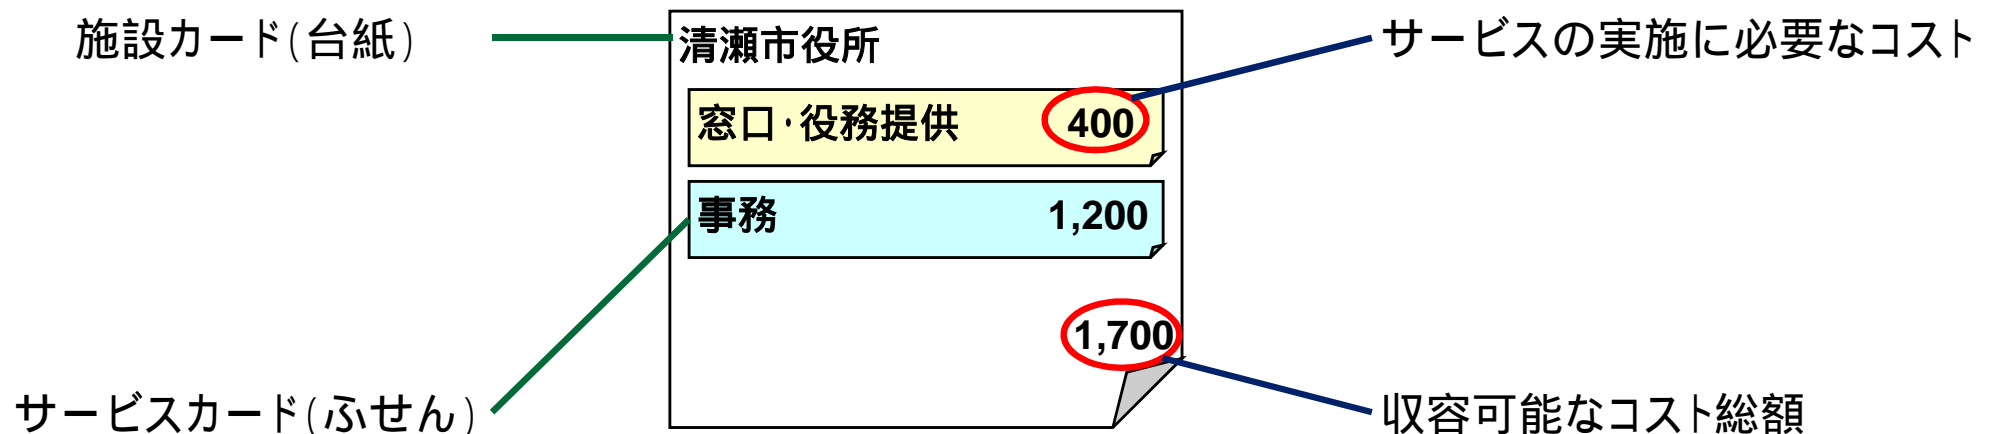 施設カード(台紙)
清瀬市役所
サービスの実施に必要なコスト
窓口・役務提供 400
事務 1,200
1,700
サービスカード(ふせん)
収容可能なコスト総額